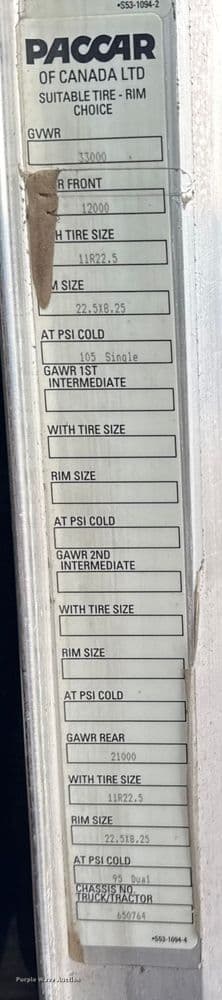 •S53-1094-2
PACCAR
OF CANADA LTD
SUITABLE TIRE - RIM
CHOICE
GVWR
33000
R FRONT
12000
H TIRE SIZE
11R22.5
M SIZE
22.5X8.25
AT PSI COLD
105 Single
GAWR 1ST
INTERMEDIATE
WITH TIRE SIZE
RIM SIZE
AT PSI COLD
GAWR 2ND
INTERMEDIATE
WITH TIRE SIZE
RIM SIZE
AT PSI COLD
GAWR REAR
21000
WITH TIRE SIZE
11R22.5
RIM SIZE
22.5X8.25
AT PSI COLD
95 Dual
CHASSIS NO.
TRUCK/TRACTOR
650764
•S53-1094-4
Purple Wave Auction